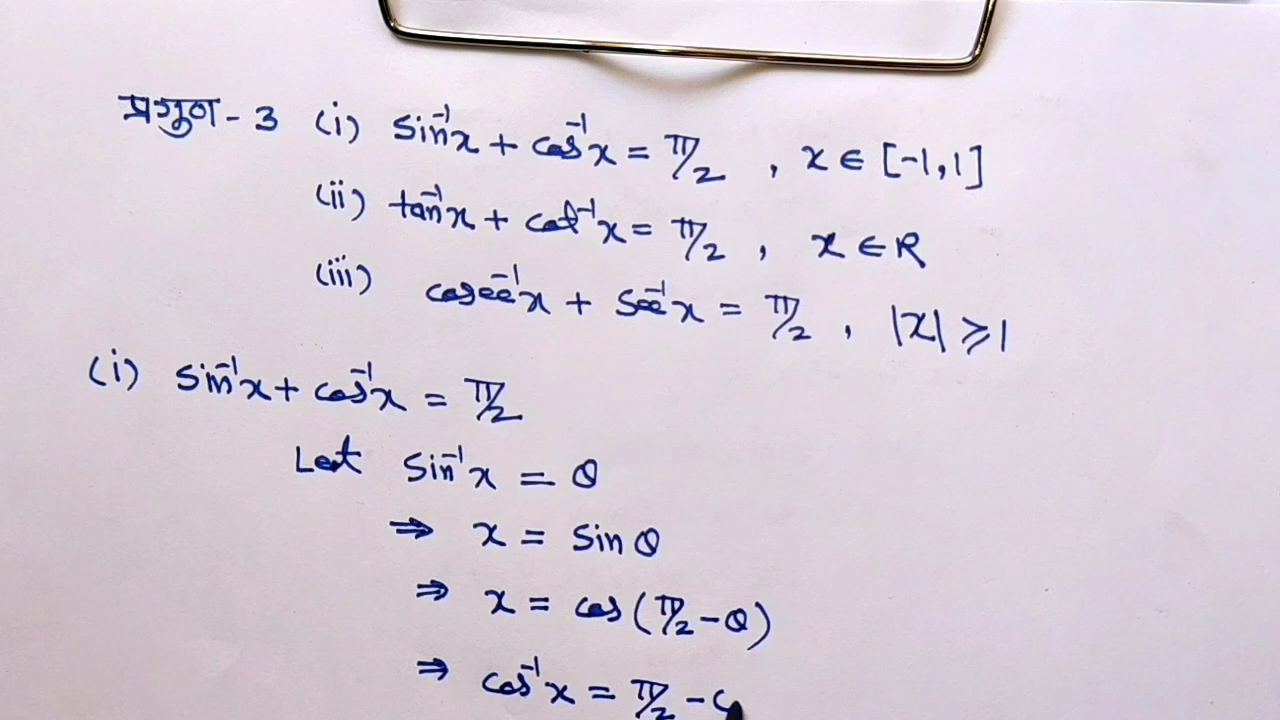 प्रगुण - 3 (i) sin⁻¹x + cos⁻¹x = π/2 , x ∈ [-1,1]
(ii) tan⁻¹x + cot⁻¹x = π/2 , x ∈ R
(iii) cosec⁻¹x + sec⁻¹x = π/2 , |x| ≥ 1
(i) sin⁻¹x + cos⁻¹x = π/2
Let sin⁻¹x = θ
⇒ x = sin θ
⇒ x = cos(π/2 - θ)
⇒ cos⁻¹x = π/2 -